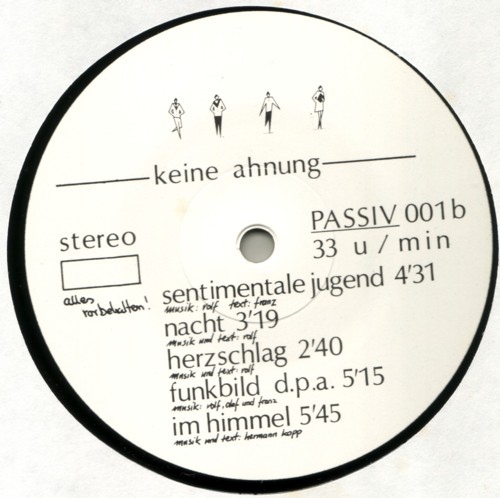 keine ahnung
stereo
PASSIV 001b
33 u / min
alles
vorbehalten!
sentimentale jugend 4'31
musik: rolf text: franz
nacht 3'19
musik und text: rolf
herzschlag 2'40
musik und text: rolf
funkbild d.p.a. 5'15
musik: rolf, olaf und franz
im himmel 5'45
musik und text: hermann kopp